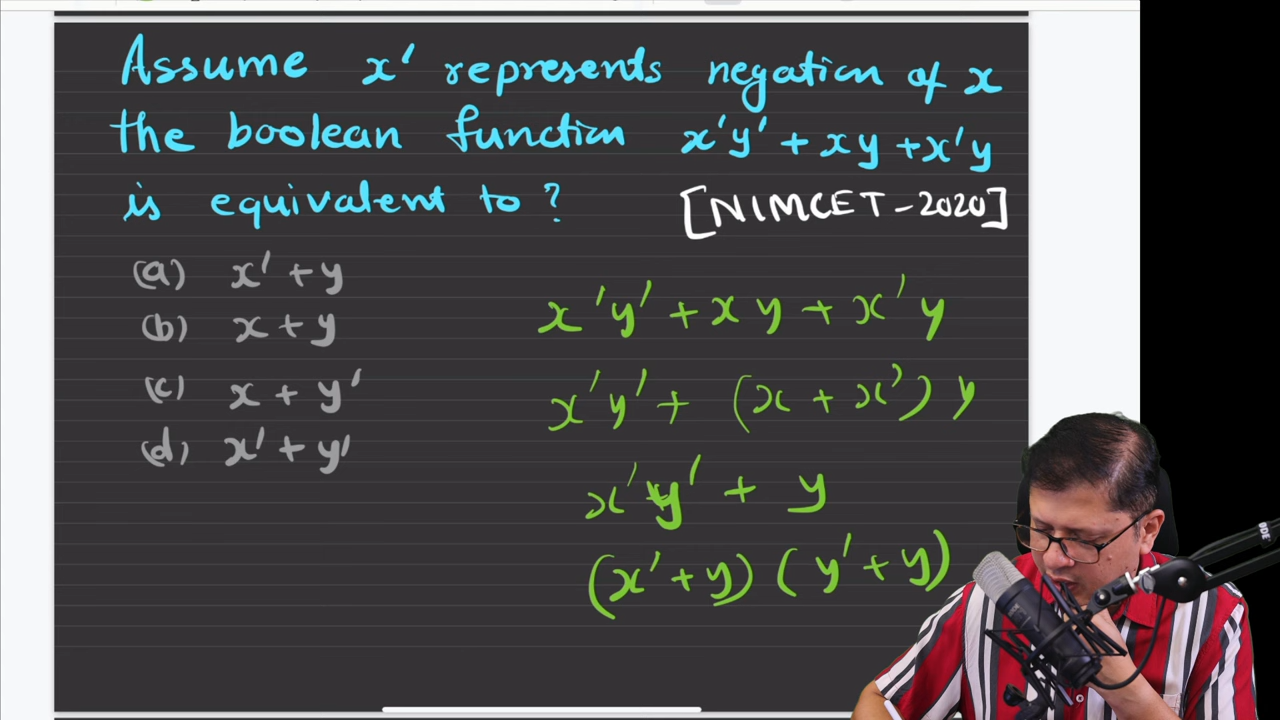 Assume x' represents negation of x
the boolean function x'y' + xy + x'y
is equivalent to ?
[NIMCET - 2020]
(a) x' + y
(b) x + y
(c) x + y'
(d) x' + y'
x'y' + xy + x'y
x'y' + (x + x') y
x'y' + y
(x' + y) (y' + y)